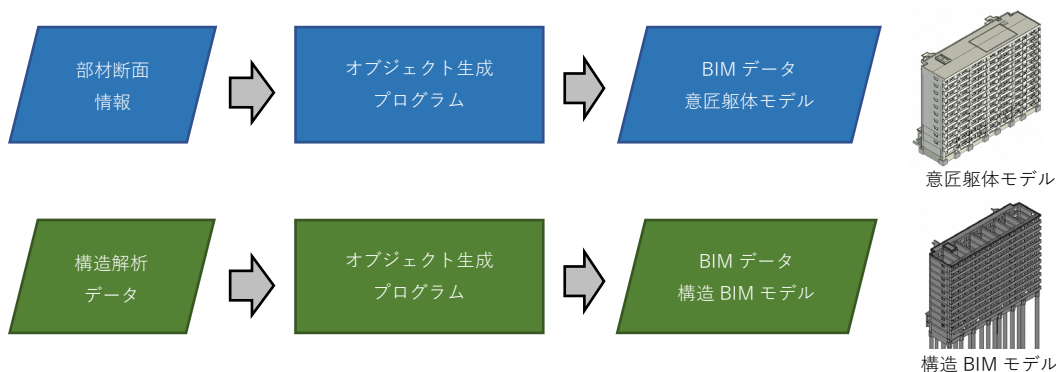 部材断面
情報
オブジェクト生成
プログラム
BIM データ
意匠躯体モデル
意匠躯体モデル
構造解析
データ
オブジェクト生成
プログラム
BIM データ
構造 BIM モデル
構造 BIM モデル